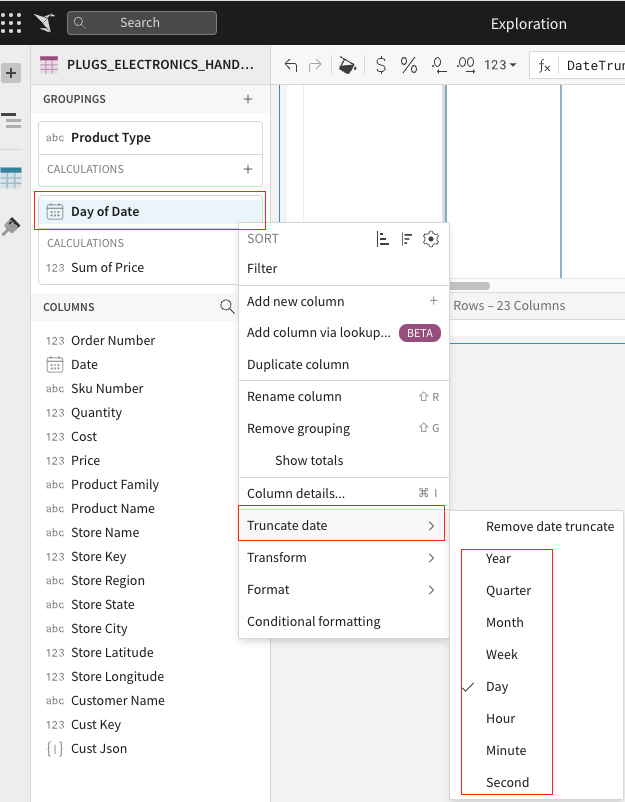 Search
Exploration
PLUGS_ELECTRONICS_HAND...
$ % .0 .00 123
fx DateTrun
GROUPINGS +
abc Product Type
CALCULATIONS +
Day of Date
CALCULATIONS
123 Sum of Price
COLUMNS
123 Order Number
Date
abc Sku Number
123 Quantity
123 Cost
123 Price
abc Product Family
abc Product Name
abc Store Name
123 Store Key
abc Store Region
abc Store State
abc Store City
123 Store Latitude
123 Store Longitude
abc Customer Name
123 Cust Key
Cust Json
SORT
Filter
Add new column +
Add column via lookup... BETA
Duplicate column
Rename column ⇧ R
Remove grouping ⇧ G
Show totals
Column details... ⌘ I
Truncate date
Transform
Format
Conditional formatting
Rows – 23 Columns
Remove date truncate
Year
Quarter
Month
Week
Day
Hour
Minute
Second